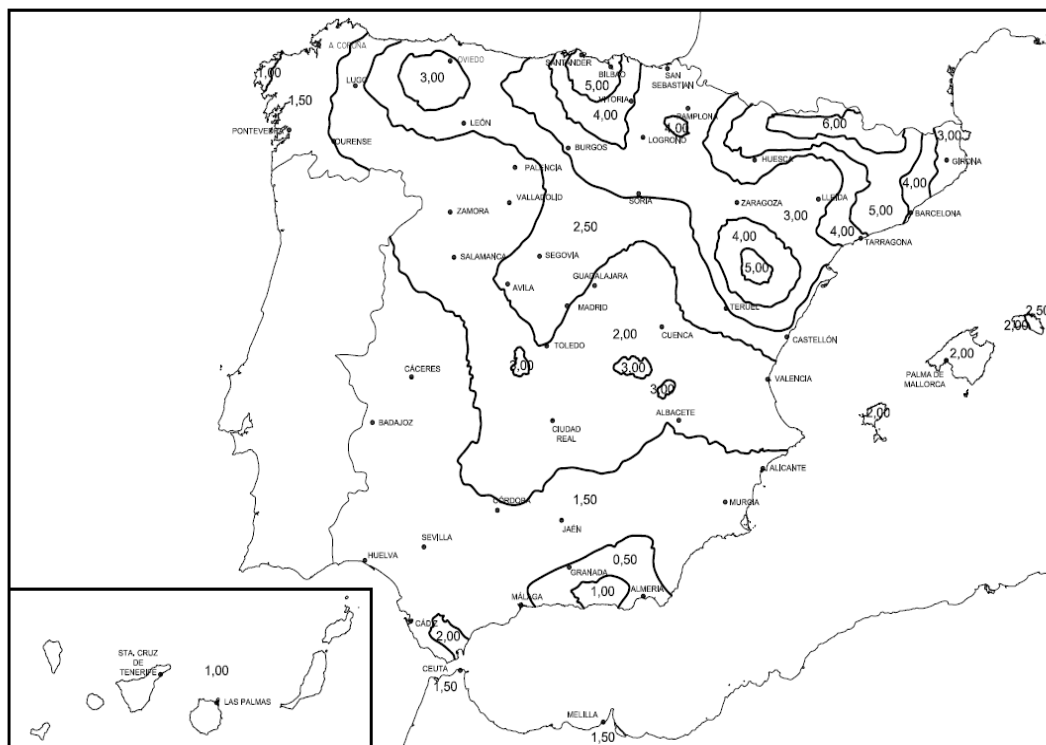 A CORUÑA
OVIEDO
SANTANDER
BILBAO
SAN
SEBASTIAN
1,00
LUGO
3,00
5,00
VITORIA
1,50
4,00
PAMPLONA
4,00
6,00
PONTEVEDRA
LEÓN
LOGROÑO
3,00
OURENSE
BURGOS
HUESCA
GIRONA
PALENCIA
4,00
VALLADOLID
SORIA
ZARAGOZA
LLEIDA
ZAMORA
3,00
5,00
BARCELONA
2,50
4,00
4,00
TARRAGONA
SALAMANCA
SEGOVIA
5,00
GUADALAJARA
AVILA
MADRID
TERUEL
2,50
2,00
CUENCA
2,00
CASTELLÓN
TOLEDO
2,00
3,00
3,00
PALMA DE
MALLORCA
CÁCERES
VALENCIA
3,00
2,00
BADAJOZ
CIUDAD
REAL
ALBACETE
ALICANTE
1,50
CÓRDOBA
MURCIA
JAÉN
SEVILLA
HUELVA
0,50
GRANADA
1,00
ALMERIA
MÁLAGA
CÁDIZ
2,00
CEUTA
1,50
MELILLA
1,50
STA. CRUZ
DE
TENERIFE
1,00
LAS PALMAS